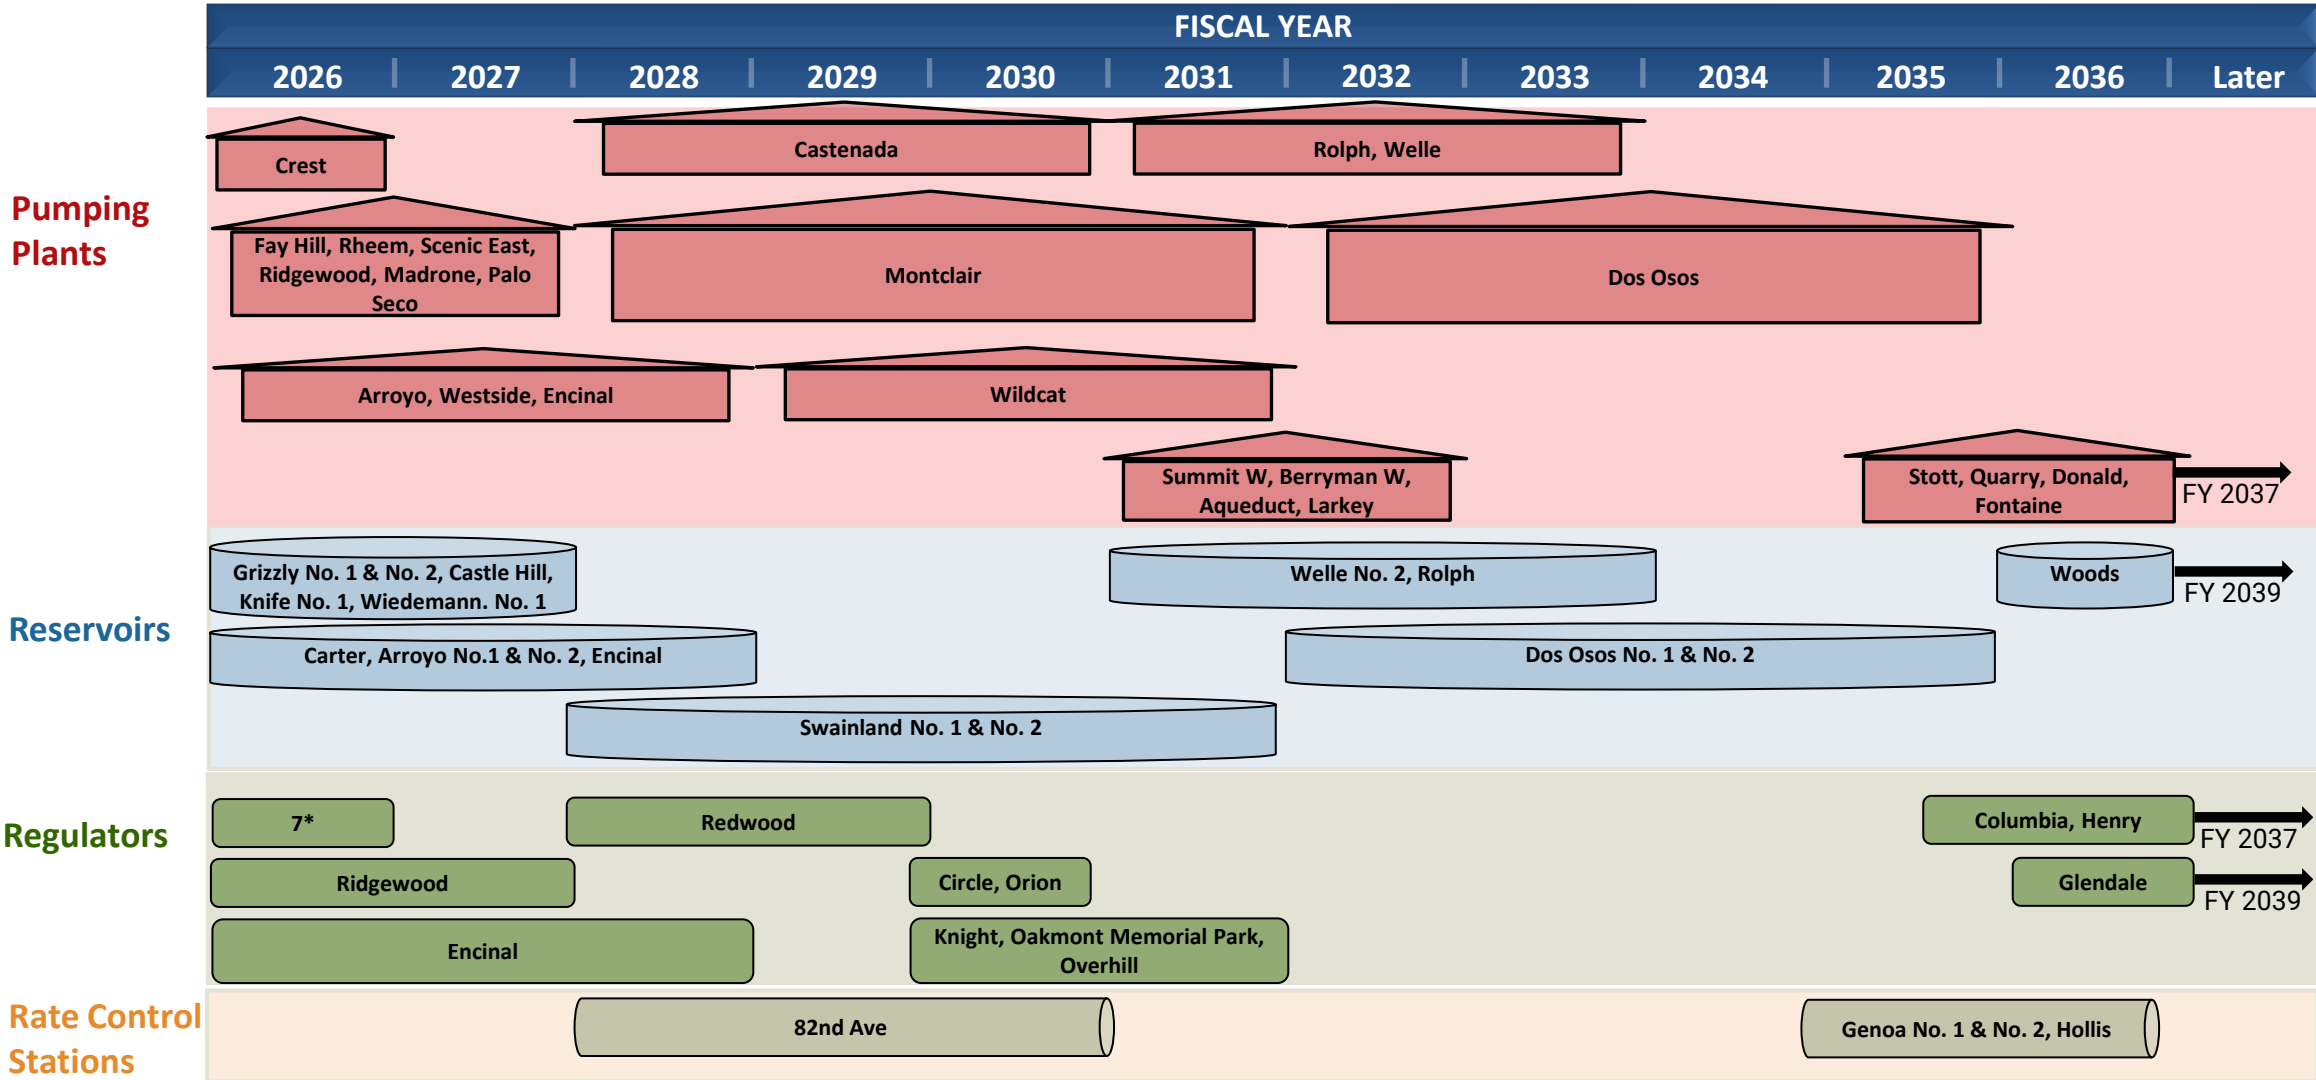 FISCAL YEAR
2026 2027 2028 2029 2030 2031 2032 2033 2034 2035 2036 Later
Pumping
Plants
Crest
Castenada
Rolph, Welle
Fay Hill, Rheem, Scenic East,
Ridgewood, Madrone, Palo
Seco
Montclair
Dos Osos
Arroyo, Westside, Encinal
Wildcat
Summit W, Berryman W,
Aqueduct, Larkey
Stott, Quarry, Donald,
Fontaine
FY 2037
Reservoirs
Grizzly No. 1 & No. 2, Castle Hill,
Knife No. 1, Wiedemann. No. 1
Welle No. 2, Rolph
Woods
FY 2039
Carter, Arroyo No.1 & No. 2, Encinal
Dos Osos No. 1 & No. 2
Swainland No. 1 & No. 2
Regulators
7*
Redwood
Columbia, Henry
FY 2037
Ridgewood
Circle, Orion
Glendale
FY 2039
Encinal
Knight, Oakmont Memorial Park,
Overhill
Rate Control
Stations
82nd Ave
Genoa No. 1 & No. 2, Hollis